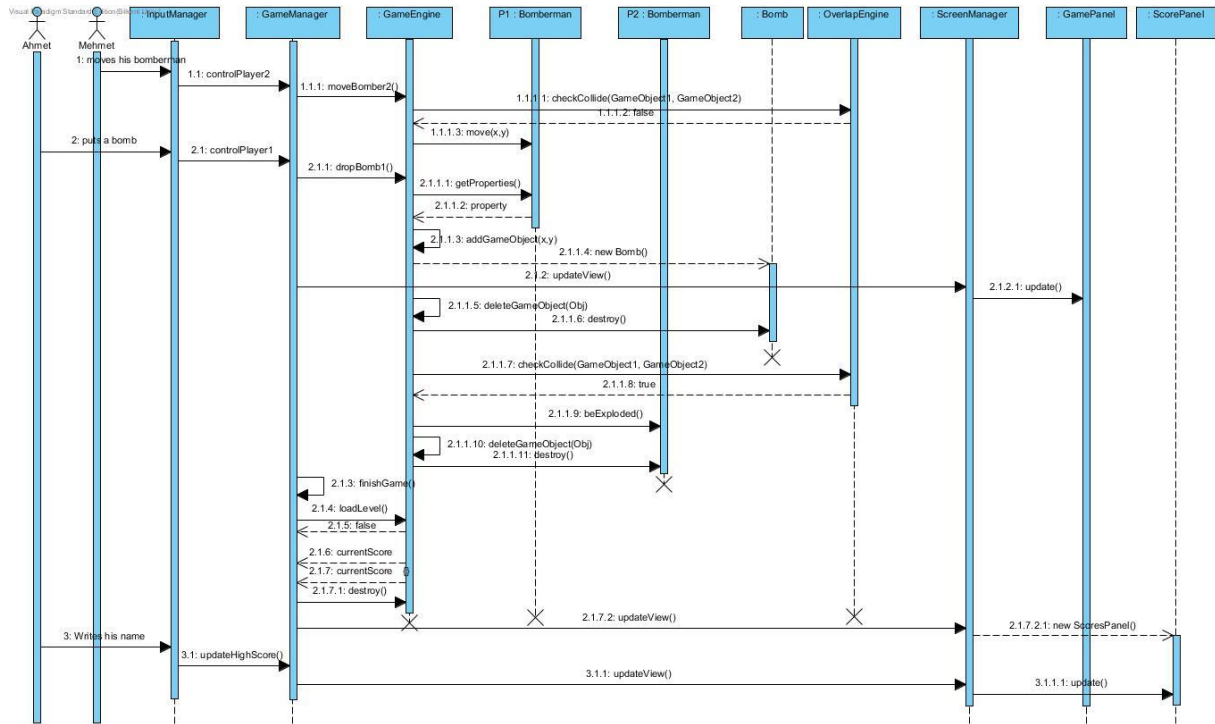 Visual Paradigm Standard
Ahmet
Mehmet
: InputManager
: GameManager
: GameEngine
P1 : Bomberman
P2 : Bomberman
: Bomb
: OverlapEngine
: ScreenManager
: GamePanel
: ScorePanel
1: moves his bomberman
1.1: controlPlayer2
1.1.1: moveBomber2()
1.1.1.1: checkCollide(GameObject1, GameObject2)
1.1.1.2: false
1.1.1.3: move(x,y)
2: puts a bomb
2.1: controlPlayer1
2.1.1: dropBomb1()
2.1.1.1: getProperties()
2.1.1.2: property
2.1.1.3: addGameObject(x,y)
2.1.1.4: new Bomb()
2.1.2: updateView()
2.1.2.1: update()
2.1.1.5: deleteGameObject(Obj)
2.1.1.6: destroy()
2.1.1.7: checkCollide(GameObject1, GameObject2)
2.1.1.8: true
2.1.1.9: beExploded()
2.1.1.10: deleteGameObject(Obj)
2.1.1.11: destroy()
2.1.3: finishGame()
2.1.4: loadLevel()
2.1.5: false
2.1.6: currentScore
2.1.7: currentScore
2.1.7.1: destroy()
2.1.7.2: updateView()
2.1.7.2.1: new ScoresPanel()
3: Writes his name
3.1: updateHighScore()
3.1.1: updateView()
3.1.1.1: update()